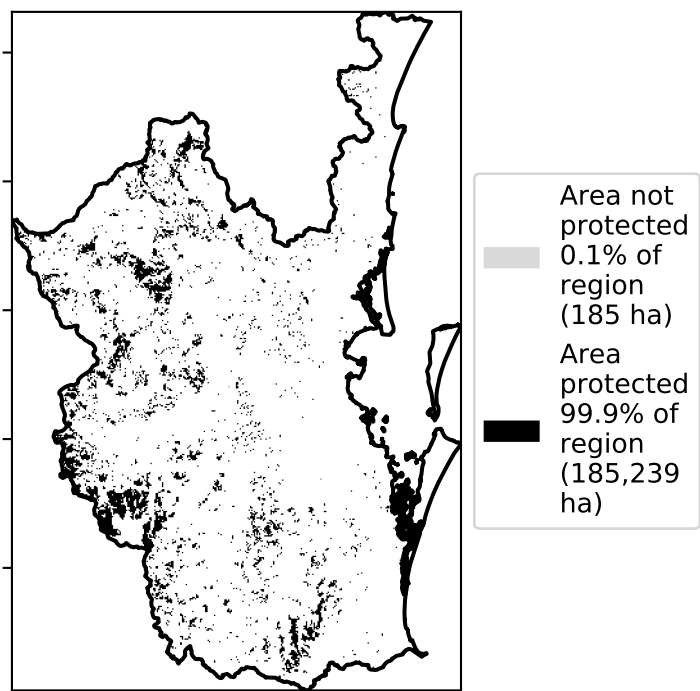 Area not
protected
0.1% of
region
(185 ha)
Area
protected
99.9% of
region
(185,239
ha)